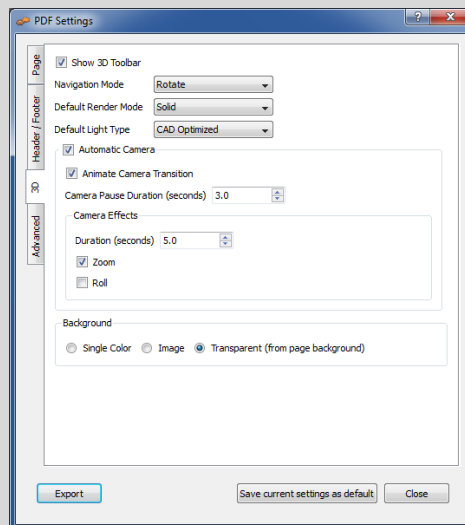 PDF Settings
?
Page
Header / Footer
3D
Advanced
Show 3D Toolbar
Navigation Mode Rotate
Default Render Mode Solid
Default Light Type CAD Optimized
Automatic Camera
Animate Camera Transition
Camera Pause Duration (seconds) 3.0
Camera Effects
Duration (seconds) 5.0
Zoom
Roll
Background
Single Color Image Transparent (from page background)
Export Save current settings as default Close